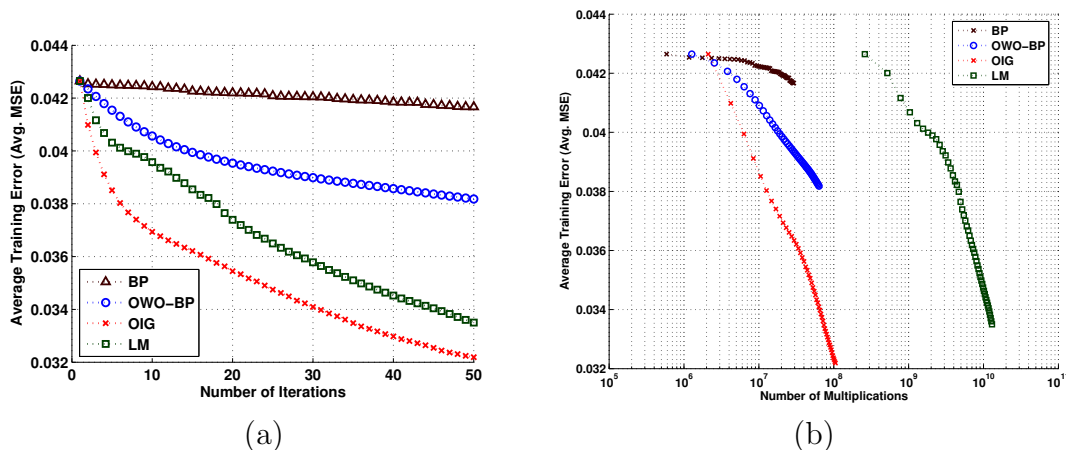 0.044
0.042
0.04
0.038
0.036
0.034
0.032
Average Training Error (Avg. MSE)
BP
OWO−BP
OIG
LM
0
10
20
30
40
50
Number of Iterations
(a)
0.044
0.042
0.04
0.038
0.036
0.034
0.032
Average Training Error (Avg. MSE)
BP
OWO−BP
OIG
LM
10^5
10^6
10^7
10^8
10^9
10^10
Number of Multiplications
(b)